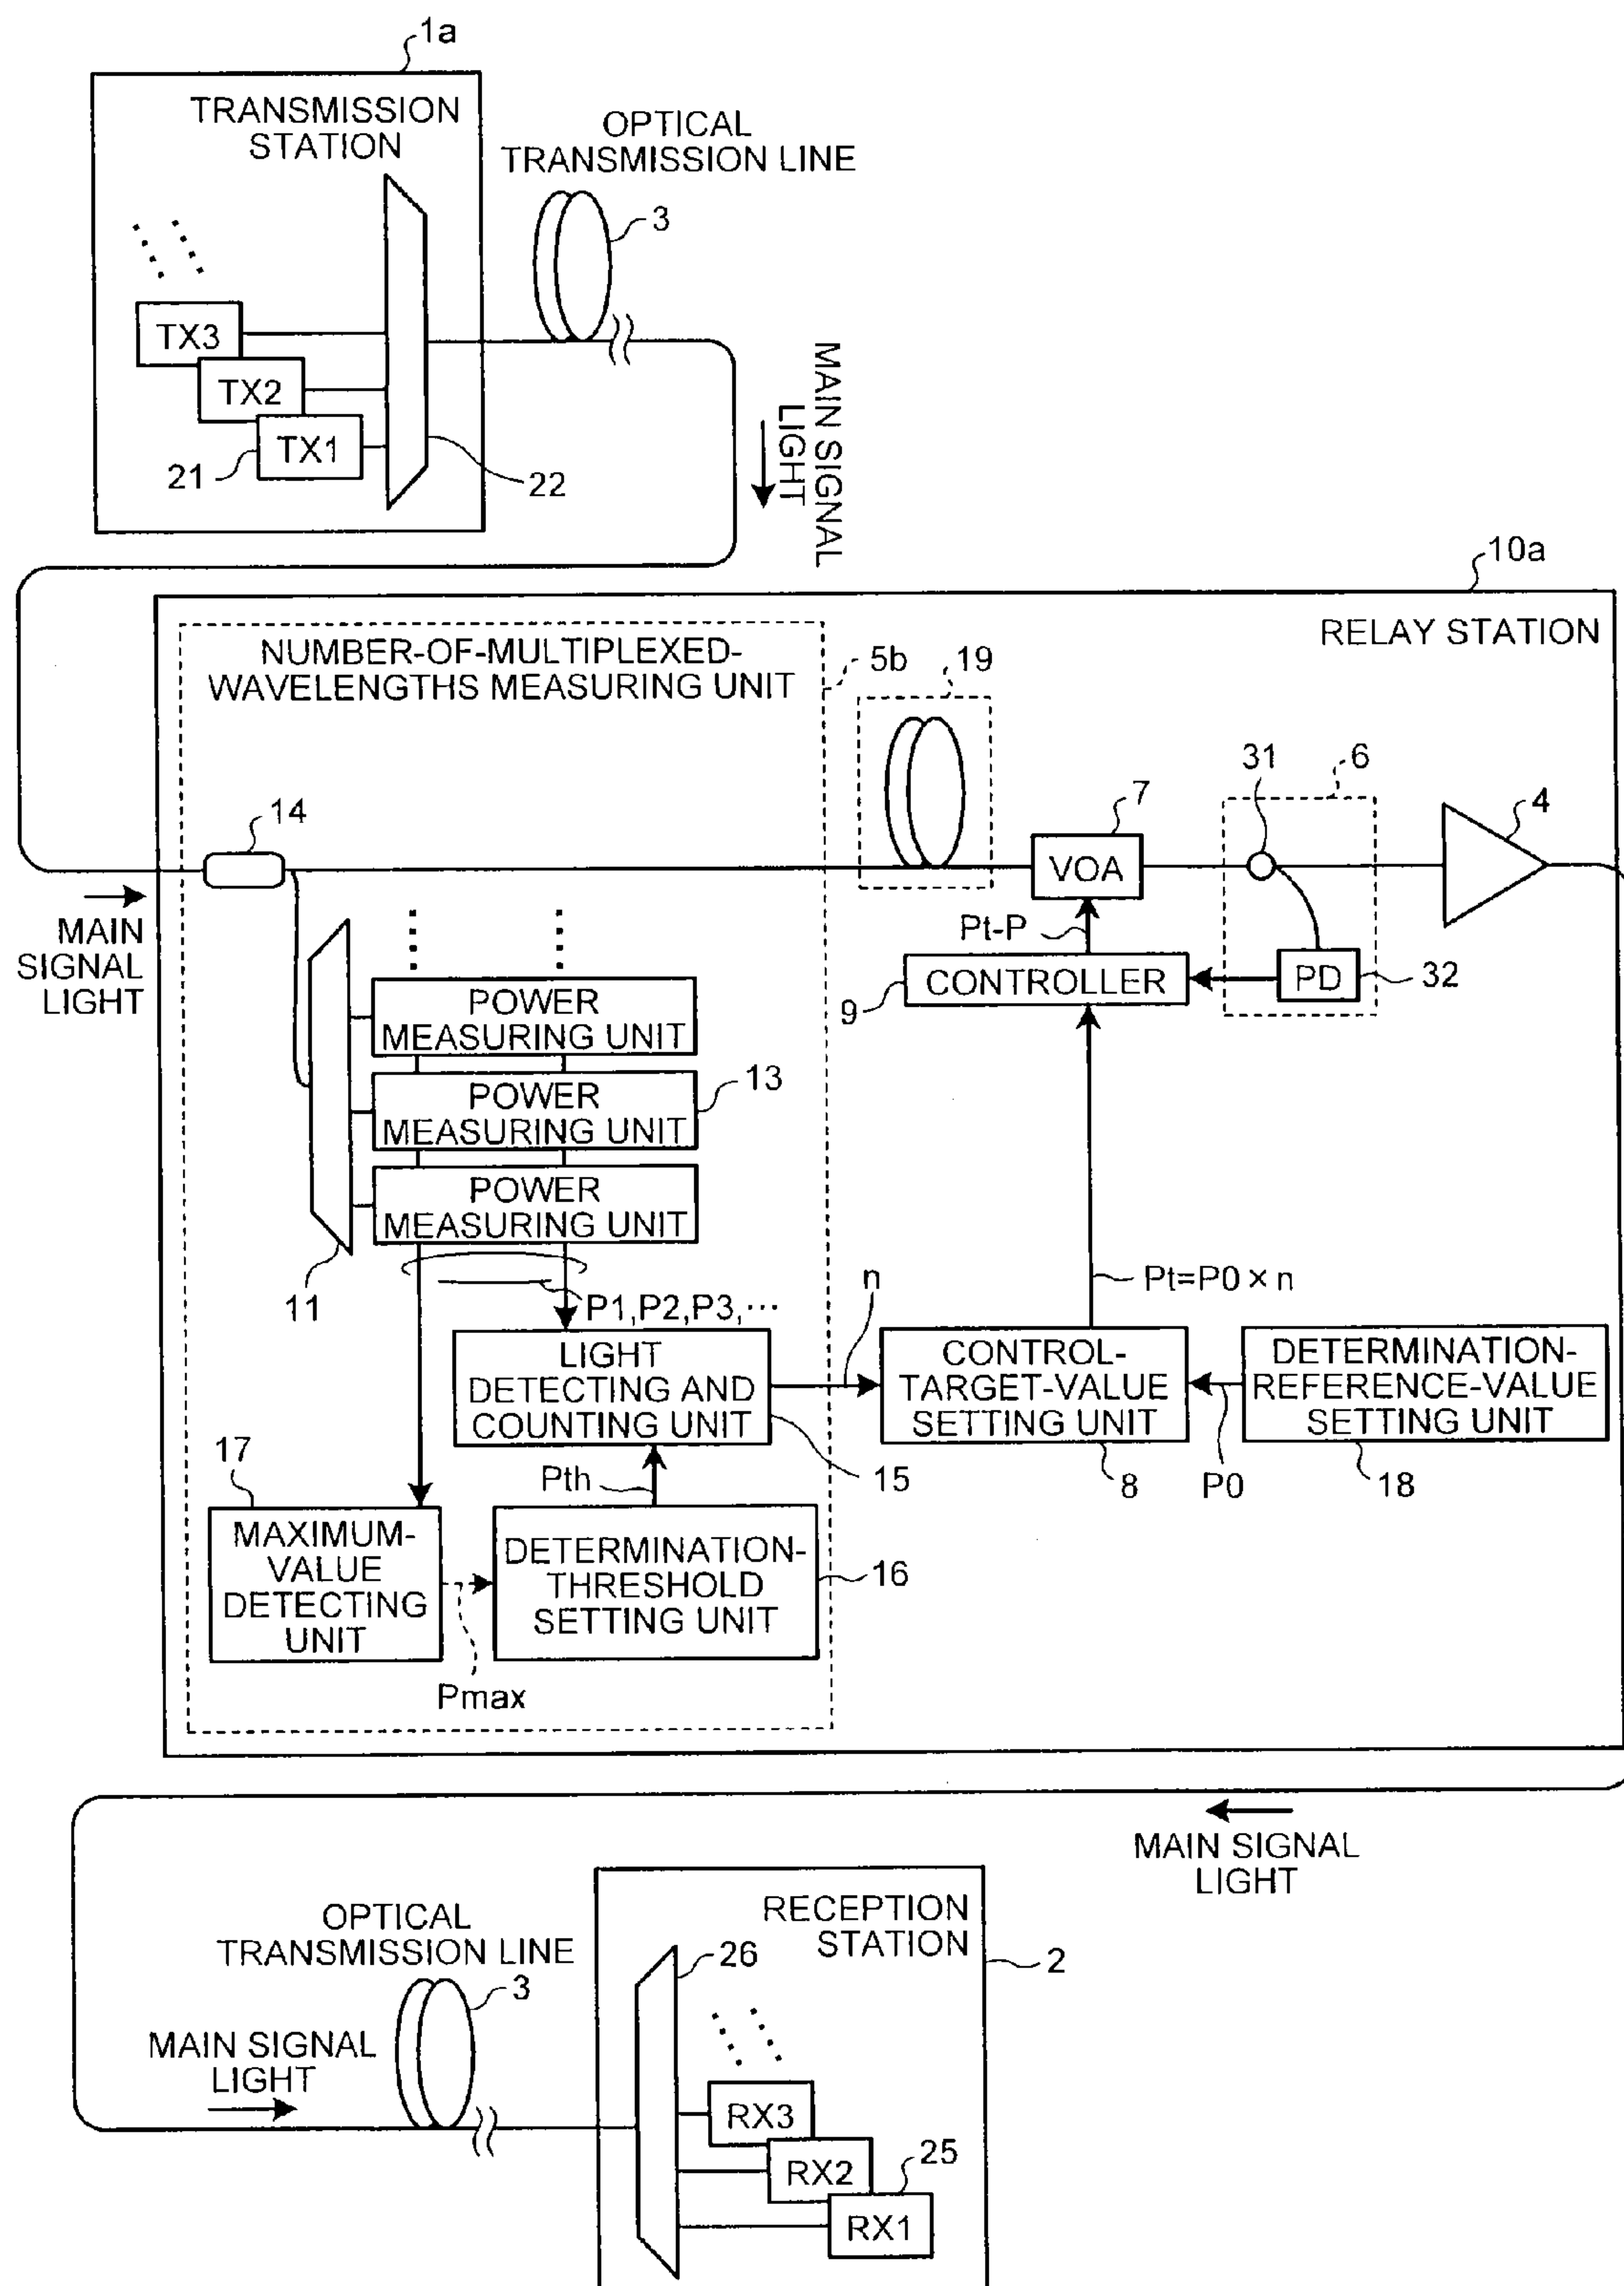 1a
TRANSMISSION
STATION
OPTICAL
TRANSMISSION LINE
3
TX3
TX2
TX1
21
22
MAIN SIGNAL
LIGHT
10a
RELAY STATION
NUMBER-OF-MULTIPLEXED-
WAVELENGTHS MEASURING UNIT
5b
19
14
7
31
6
4
VOA
MAIN
SIGNAL
LIGHT
Pt-P
CONTROLLER
PD
32
9
POWER
MEASURING UNIT
POWER
MEASURING UNIT
13
POWER
MEASURING UNIT
11
P1,P2,P3,···
n
Pt=P0×n
LIGHT
DETECTING AND
COUNTING UNIT
15
CONTROL-
TARGET-VALUE
SETTING UNIT
8
P0
DETERMINATION-
REFERENCE-VALUE
SETTING UNIT
18
17
Pth
MAXIMUM-
VALUE
DETECTING
UNIT
DETERMINATION-
THRESHOLD
SETTING UNIT
16
Pmax
MAIN SIGNAL
LIGHT
OPTICAL
TRANSMISSION LINE
3
MAIN SIGNAL
LIGHT
RECEPTION
STATION
2
26
RX3
RX2
RX1
25